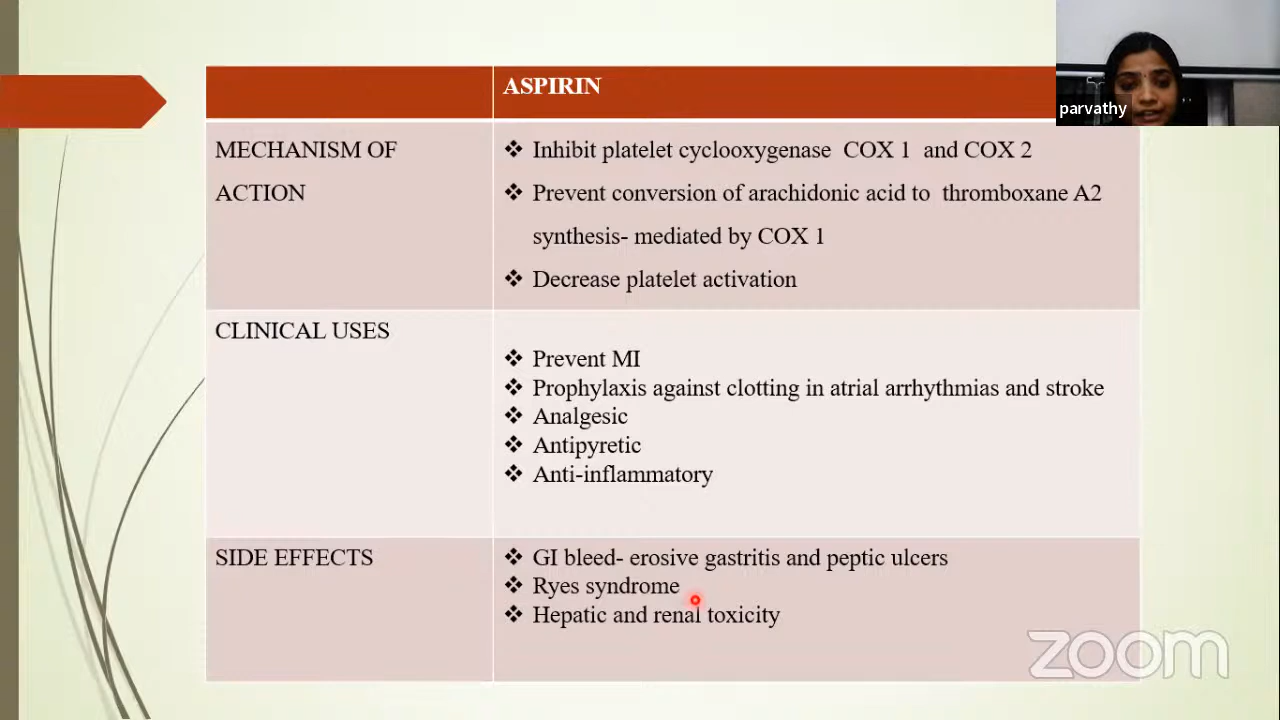 ASPIRIN
parvathy
MECHANISM OF
ACTION
❖ Inhibit platelet cyclooxygenase COX 1 and COX 2
❖ Prevent conversion of arachidonic acid to thromboxane A2
synthesis- mediated by COX 1
❖ Decrease platelet activation
CLINICAL USES
❖ Prevent MI
❖ Prophylaxis against clotting in atrial arrhythmias and stroke
❖ Analgesic
❖ Antipyretic
❖ Anti-inflammatory
SIDE EFFECTS
❖ GI bleed- erosive gastritis and peptic ulcers
❖ Ryes syndrome
❖ Hepatic and renal toxicity
zoom